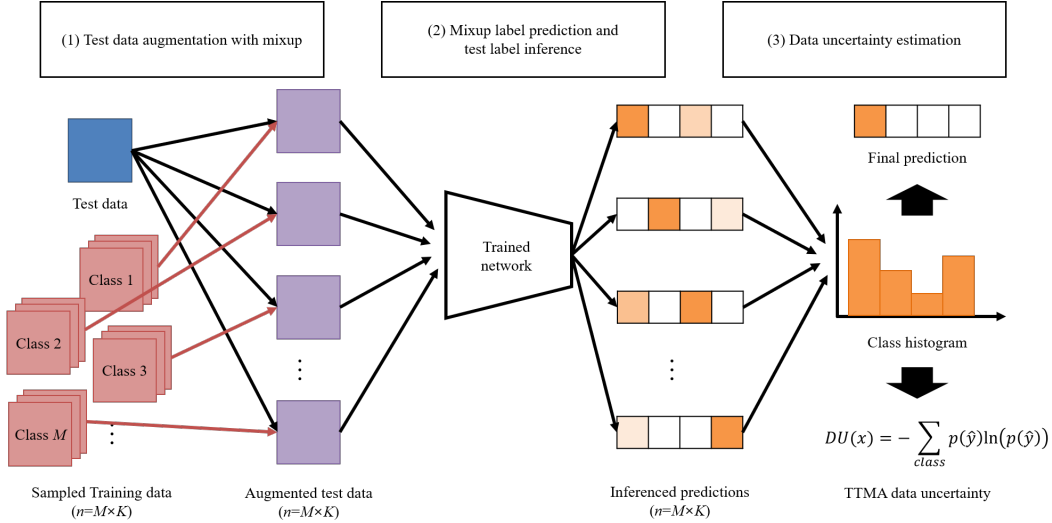 (1) Test data augmentation with mixup
(2) Mixup label prediction and
test label inference
(3) Data uncertainty estimation
Test data
Class 1
Class 2
Class 3
Class M
⋮
Sampled Training data
(n=M×K)
⋮
Augmented test data
(n=M×K)
Trained
network
⋮
Inferenced predictions
(n=M×K)
Final prediction
Class histogram
DU(x) = − ∑ p(ŷ)ln(p(ŷ))
class
TTMA data uncertainty